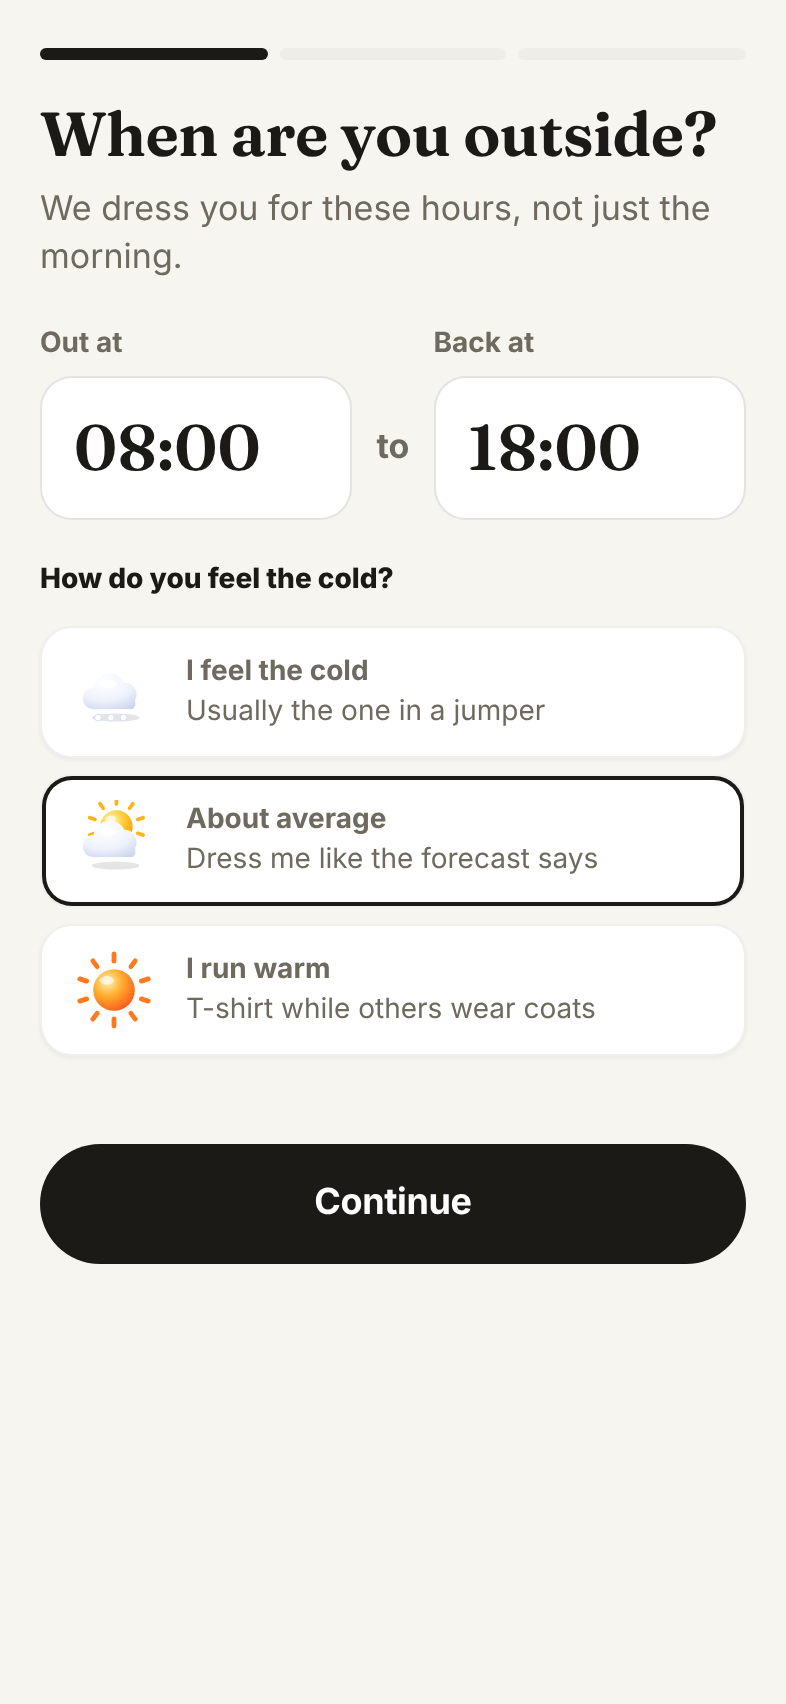 When are you outside?
We dress you for these hours, not just the
morning.
Out at
Back at
08:00
to
18:00
How do you feel the cold?
I feel the cold
Usually the one in a jumper
About average
Dress me like the forecast says
I run warm
T-shirt while others wear coats
Continue